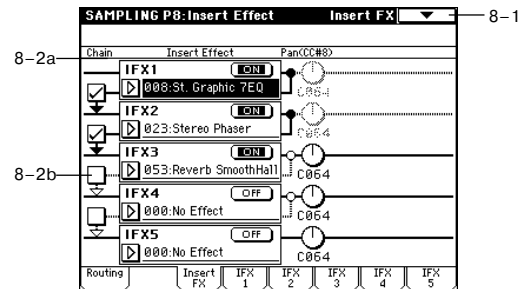 SAMPLING P8:Insert Effect Insert FX
8-1
Chain Insert Effect Pan(CC#8)
8-2a
IFX1 ON
008:St. Graphic 7EQ
C064
IFX2 ON
023:Stereo Phaser
C064
IFX3 ON
8-2b
053:Reverb SmoothHall
C064
IFX4 OFF
000:No Effect
C064
IFX5 OFF
000:No Effect
C064
Routing Insert FX IFX 1 IFX 2 IFX 3 IFX 4 IFX 5